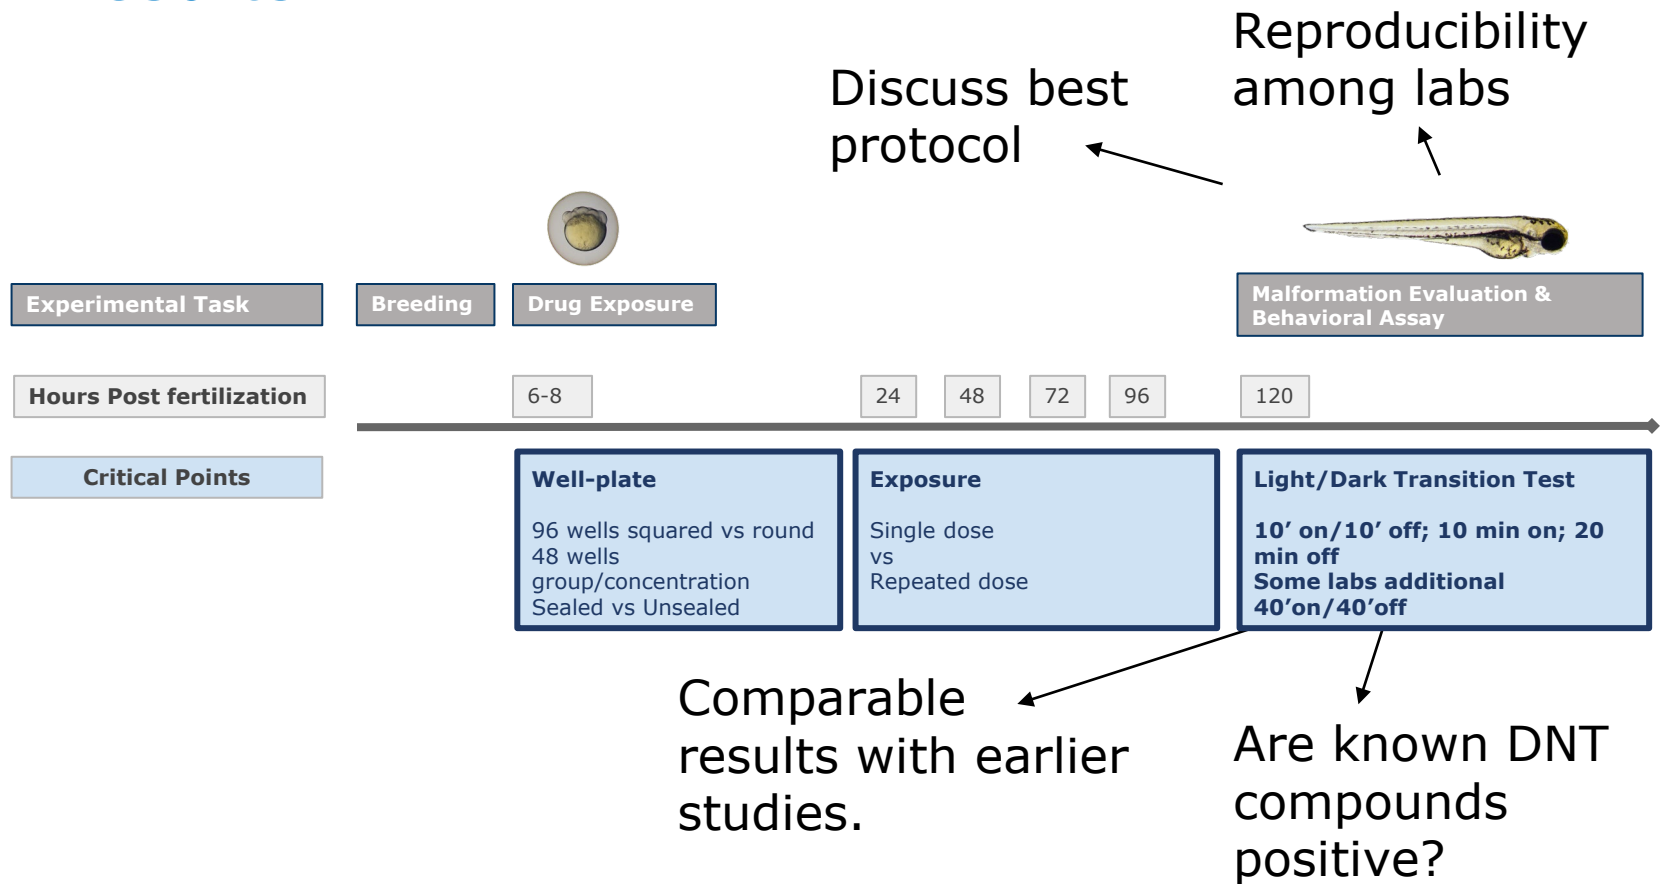 Reproducibility
among labs
Discuss best
protocol
Experimental Task
Breeding
Drug Exposure
Malformation Evaluation &
Behavioral Assay
Hours Post fertilization
6-8
24
48
72
96
120
Critical Points
Well-plate
96 wells squared vs round
48 wells
group/concentration
Sealed vs Unsealed
Exposure
Single dose
vs
Repeated dose
Light/Dark Transition Test
10’ on/10’ off; 10 min on; 20
min off
Some labs additional
40’on/40’off
Comparable
results with earlier
studies.
Are known DNT
compounds
positive?